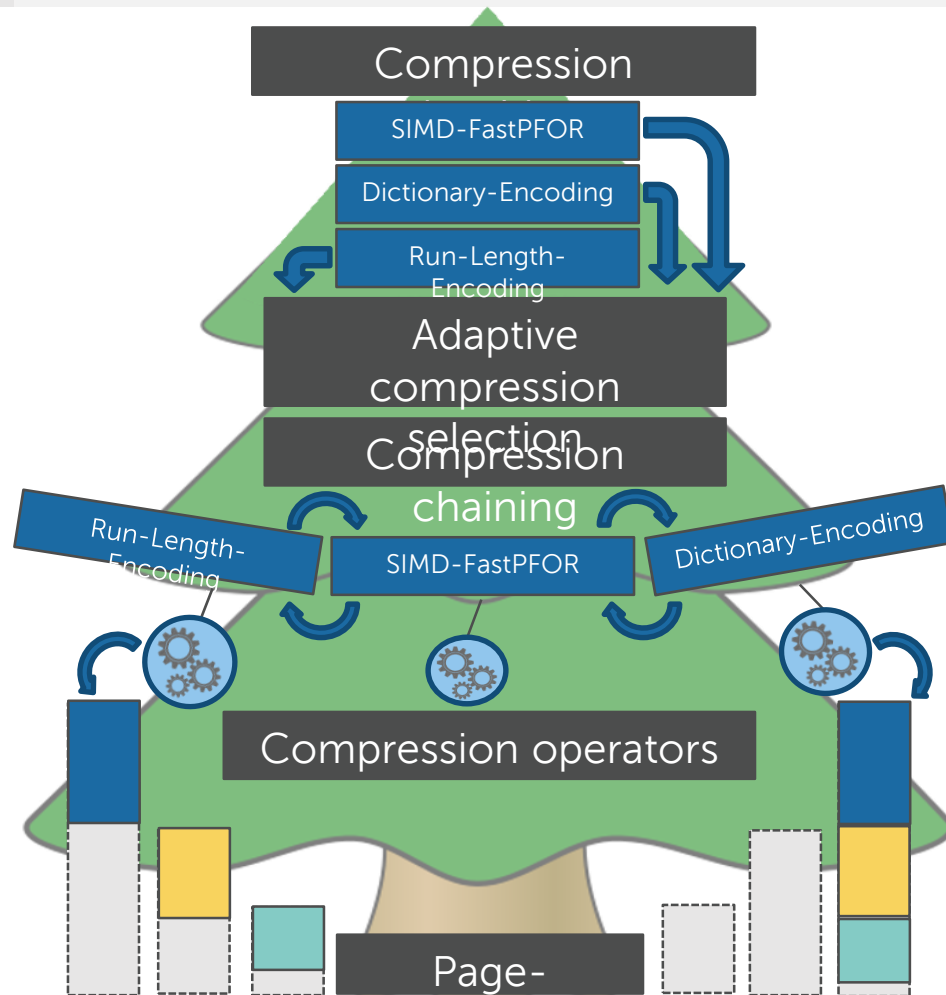 Compression
SIMD-FastPFOR
Dictionary-Encoding
Run-Length-
Encoding
Adaptive
compression
selection
Compression
chaining
Run-Length-
Encoding
SIMD-FastPFOR
Dictionary-Encoding
Compression operators
Page-